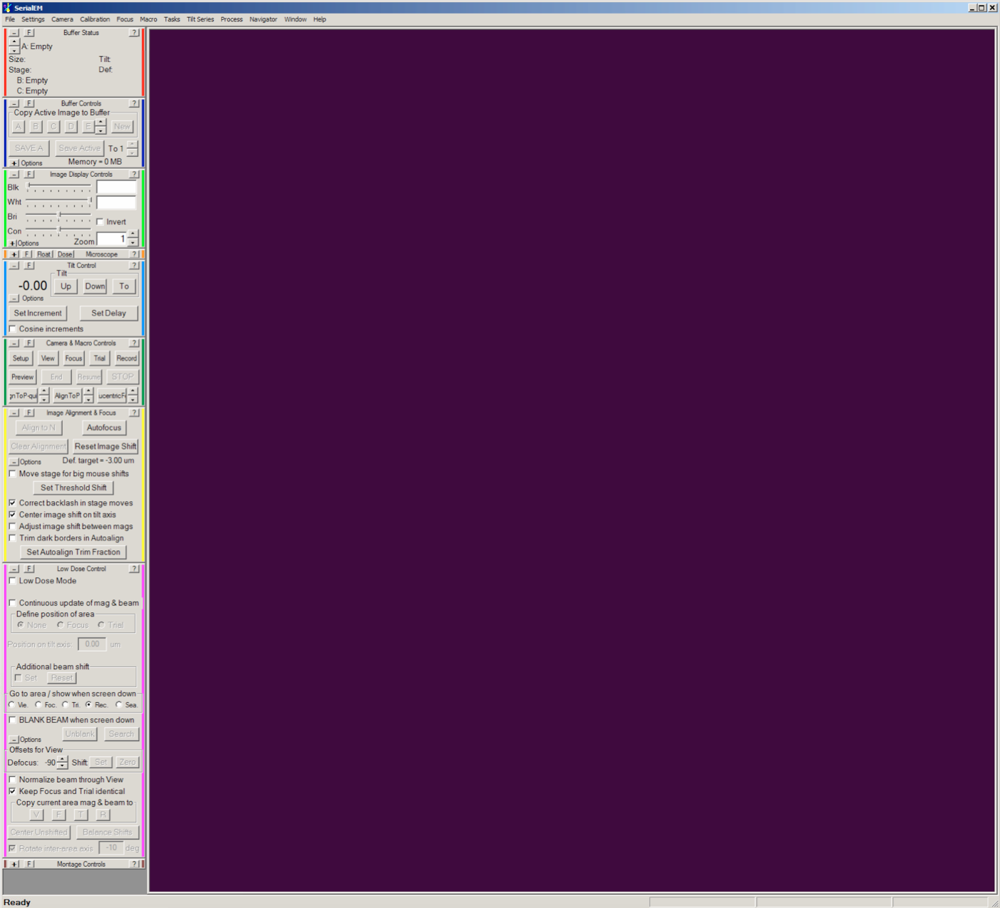 SerialEM
File Settings Camera Calibration Focus Macro Tasks Tilt Series Process Navigator Window Help
– F Buffer Status ?
A: Empty
Size: Tilt:
Stage: Def:
B: Empty
C: Empty
– F Buffer Controls ?
Copy Active Image to Buffer
A B C D E New
SAVE A Save Active To 1
+ Options Memory = 0 MB
– F Image Display Controls ?
Blk
Wht
Bri
Invert
Con
+ Options Zoom 1
+ F Float Dose Microscope ?
– F Tilt Control ?
Tilt
-0.00 Up Down To
– Options
Set Increment Set Delay
Cosine increments
– F Camera & Macro Controls ?
Setup View Focus Trial Record
Preview End Resume STOP
gnToP-qui AlignToP ucentricF
– F Image Alignment & Focus ?
Align to N Autofocus
Clear Alignment Reset Image Shift
– Options Def. target = -3.00 um
Move stage for big mouse shifts
Set Threshold Shift
Correct backlash in stage moves
Center image shift on tilt axis
Adjust image shift between mags
Trim dark borders in Autoalign
Set Autoalign Trim Fraction
– F Low Dose Control ?
Low Dose Mode
Continuous update of mag & beam
Define position of area
None Focus Trial
Position on tilt axis: 0.00 um
Additional beam shift
Set Reset
Go to area / show when screen down
Vie. Foc. Tri. Rec. Sea.
BLANK BEAM when screen down
Unblank Search
– Options
Offsets for View
Defocus: -90 Shift: Set Zero
Normalize beam through View
Keep Focus and Trial identical
Copy current area mag & beam to
V F T R
Center Unshifted Balance Shifts
Rotate inter-area axis -10 deg
+ F Montage Controls ?
Ready